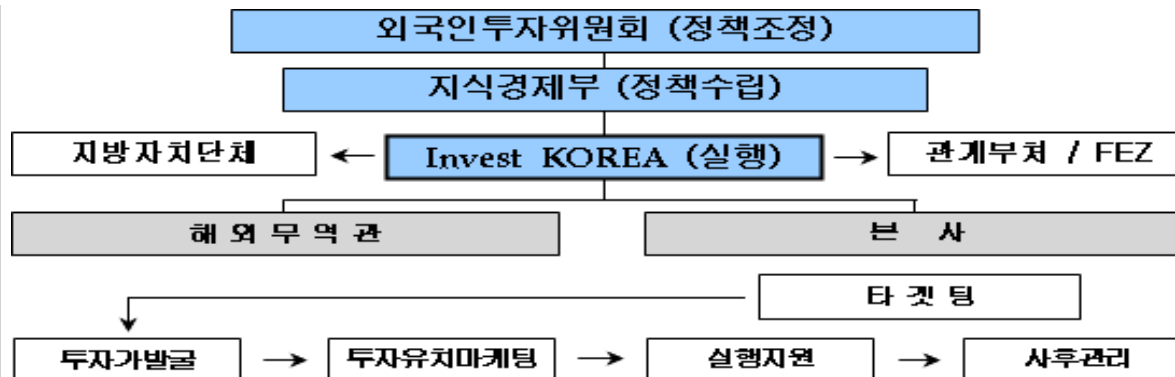 외국인투자위원회 (정책조정)
지식경제부 (정책수립)
지방자치단체 ← Invest KOREA (실행) → 관계부처 / FEZ
해 외 무 역 관 본 사
타 겟 팅
투자가발굴 → 투자유치마케팅 → 실행지원 → 사후관리